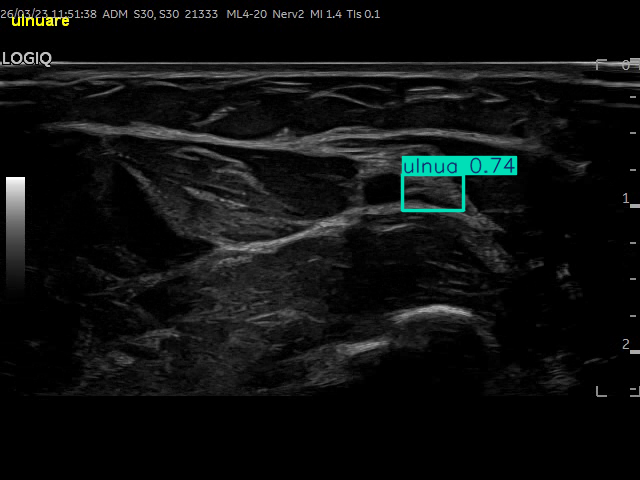 26/03/23 11:51:38 ADM S30, S30 21333 ML4-20 Nerv2 MI 1.4 TIs 0.1
ulnuare
LOGIQ
0
ulnua 0.74
1
2